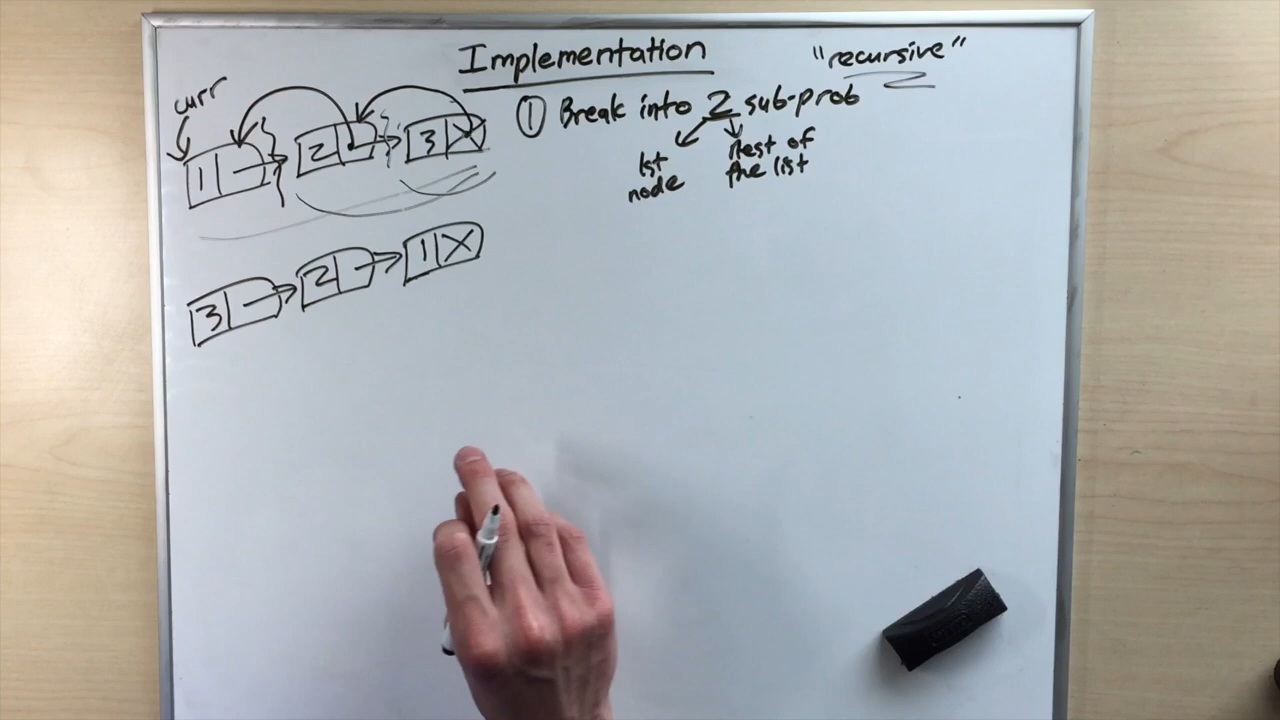 Implementation
"recursive"
① Break into 2 sub-prob
1st
node
Rest of
the list
curr
1 2 3 X
3 2 1 X